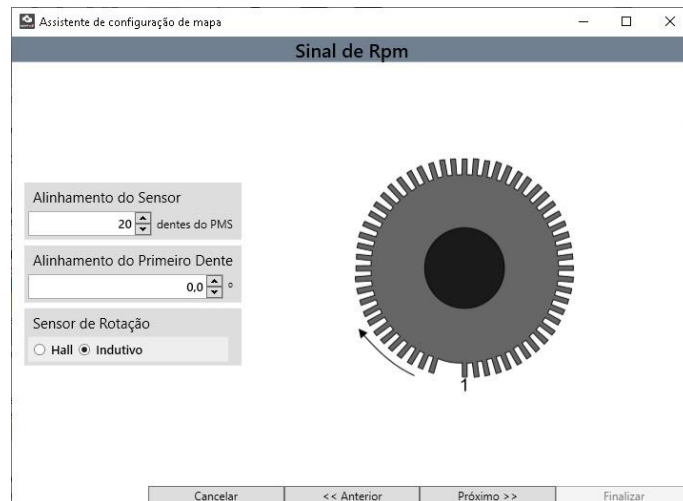 Assistente de configuração de mapa
Sinal de Rpm
Alinhamento do Sensor
20 dentes do PMS
Alinhamento do Primeiro Dente
0,0 º
Sensor de Rotação
Hall Indutivo
1
Cancelar << Anterior Próximo >> Finalizar